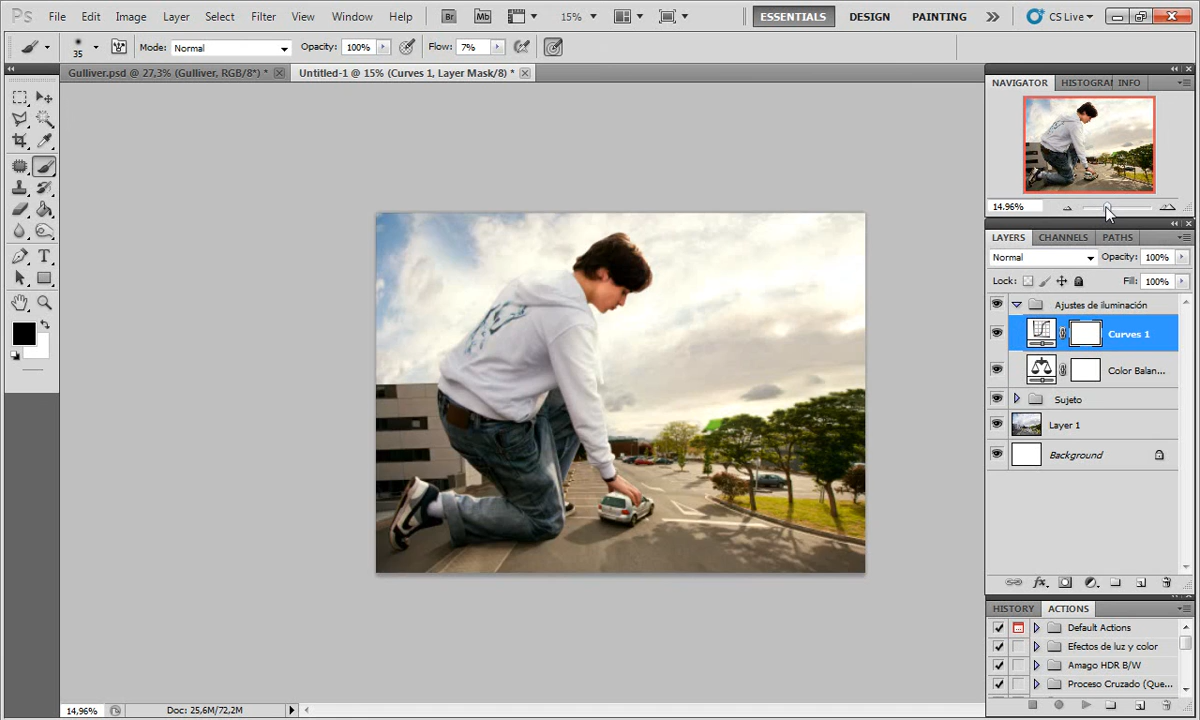 Ps File Edit Image Layer Select Filter View Window Help Br Mb 15% ESSENTIALS DESIGN PAINTING CS Live
35 Mode: Normal Opacity: 100% Flow: 7%
Gulliver.psd @ 27,3% (Gulliver, RGB/8*) * Untitled-1 @ 15% (Curves 1, Layer Mask/8) *
NAVIGATOR HISTOGRAM INFO
14.96%
LAYERS CHANNELS PATHS
Normal Opacity: 100%
Lock: Fill: 100%
Ajustes de iluminación
Curves 1
Color Balan...
Sujeto
Layer 1
Background
HISTORY ACTIONS
Default Actions
Efectos de luz y color
Amago HDR B/W
Proceso Cruzado (Que...
14,96% Doc: 25,6M/72,2M